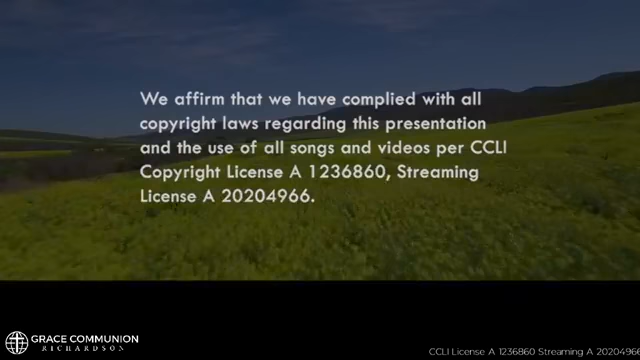 We affirm that we have complied with all
copyright laws regarding this presentation
and the use of all songs and videos per CCLI
Copyright License A 1236860, Streaming
License A 20204966.
GRACE COMMUNION
RICHARDSON
CCLI License A 1236860 Streaming A 20204966